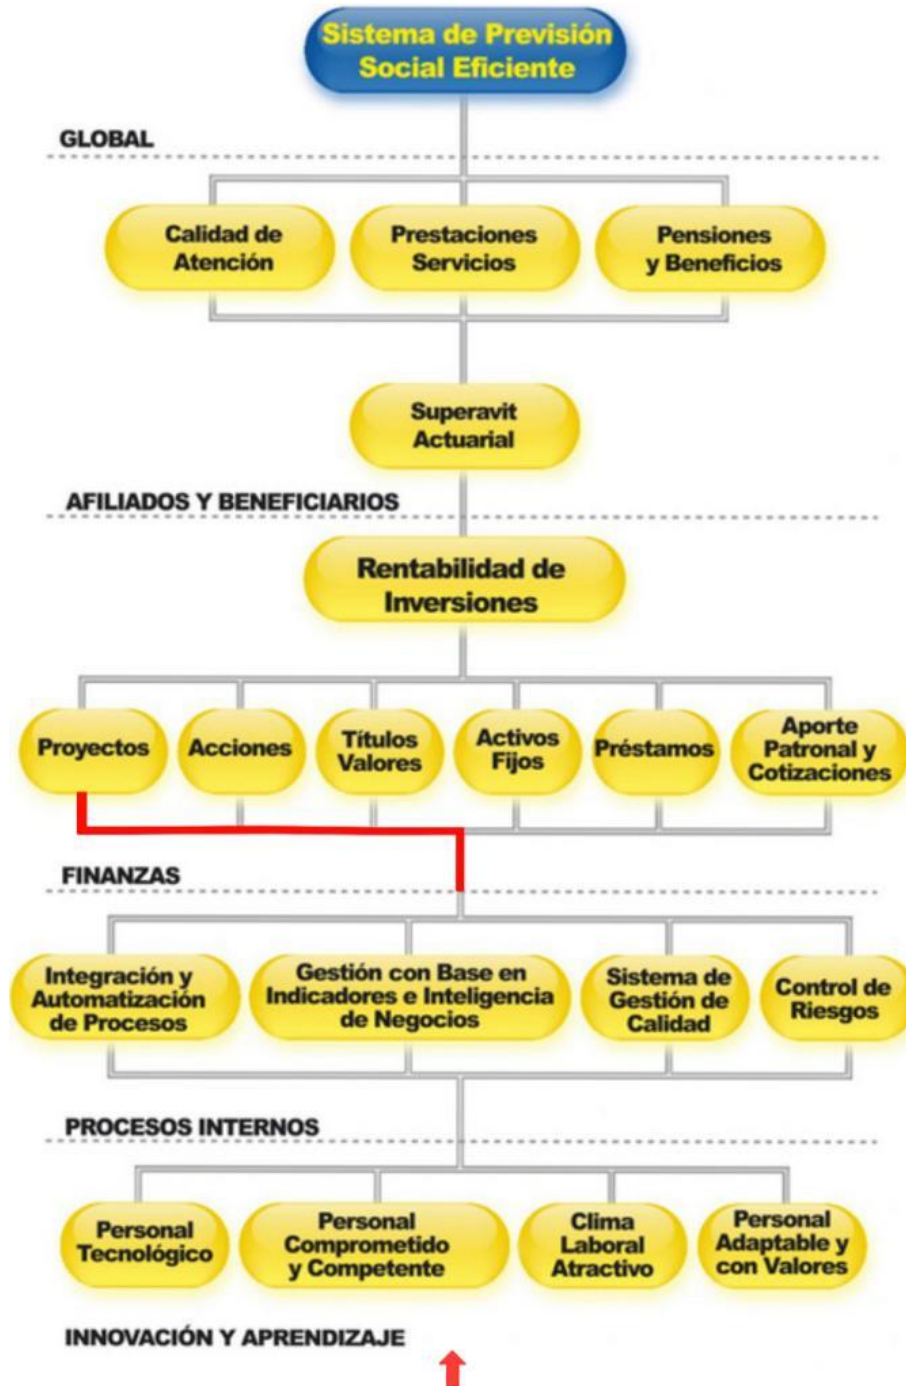 Sistema de Previsión
Social Eficiente
GLOBAL
Calidad de
Atención
Prestaciones
Servicios
Pensiones
y Beneficios
Superavit
Actuarial
AFILIADOS Y BENEFICIARIOS
Rentabilidad de
Inversiones
Proyectos
Acciones
Títulos
Valores
Activos
Fijos
Préstamos
Aporte
Patronal y
Cotizaciones
FINANZAS
Integración y
Automatización
de Procesos
Gestión con Base en
Indicadores e Inteligencia
de Negocios
Sistema de
Gestión de
Calidad
Control de
Riesgos
PROCESOS INTERNOS
Personal
Tecnológico
Personal
Comprometido
y Competente
Clima
Laboral
Atractivo
Personal
Adaptable y
con Valores
INNOVACIÓN Y APRENDIZAJE